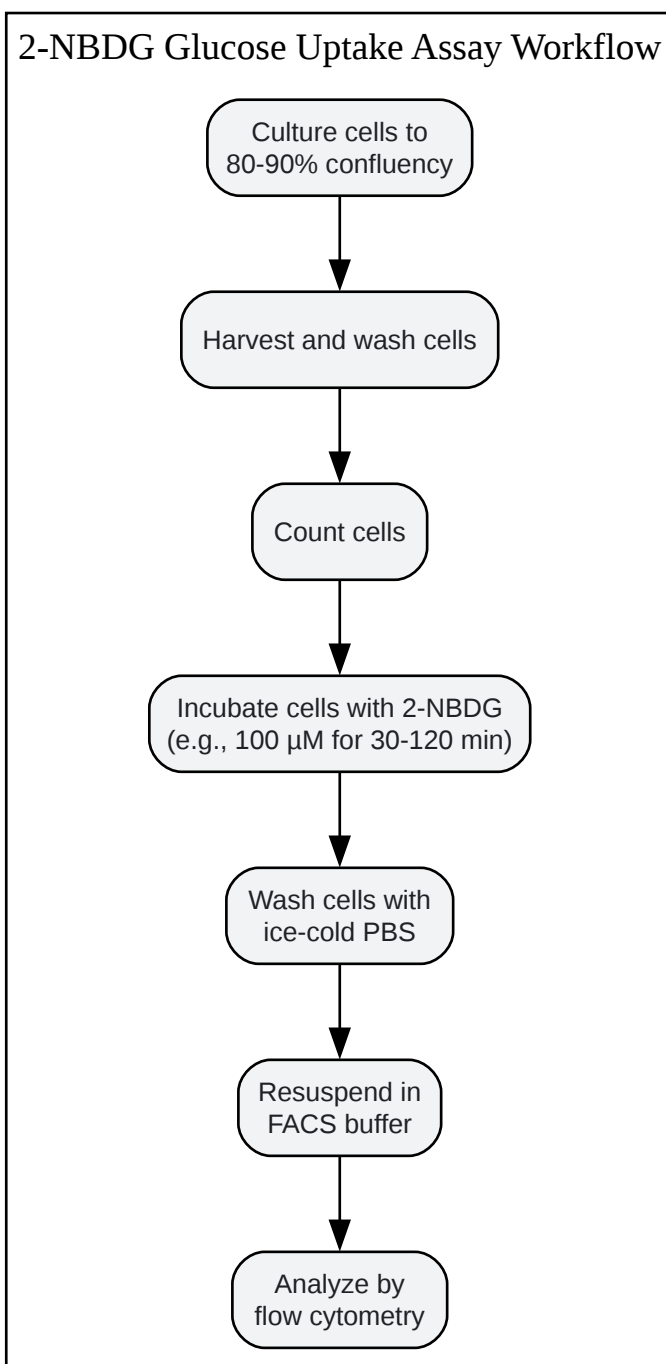 2-NBDG Glucose Uptake Assay Workflow
Culture cells to
80-90% confluency
Harvest and wash cells
Count cells
Incubate cells with 2-NBDG
(e.g., 100 µM for 30-120 min)
Wash cells with
ice-cold PBS
Resuspend in
FACS buffer
Analyze by
flow cytometry